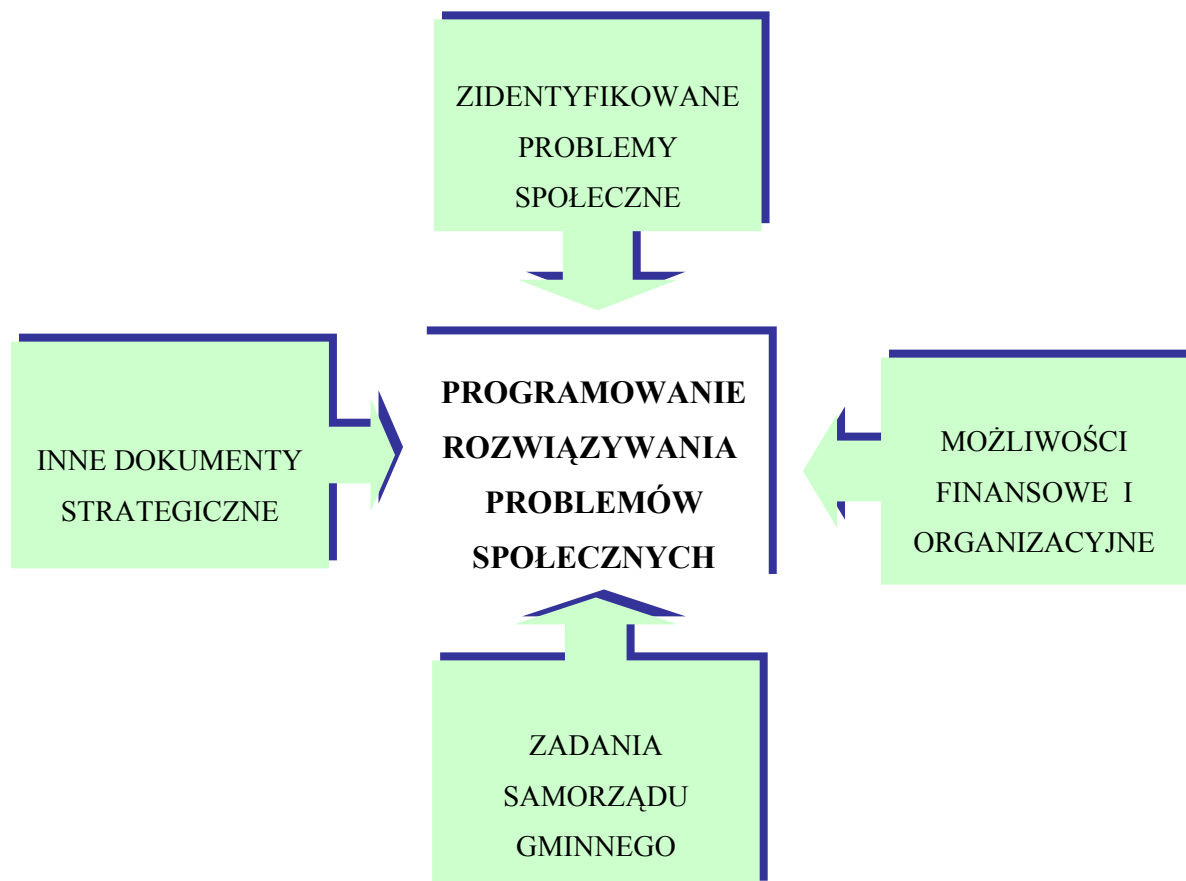 ZIDENTYFIKOWANE
PROBLEMY
SPOŁECZNE
INNE DOKUMENTY
STRATEGICZNE
PROGRAMOWANIE
ROZWIĄZYWANIA
PROBLEMÓW
SPOŁECZNYCH
MOŻLIWOŚCI
FINANSOWE I
ORGANIZACYJNE
ZADANIA
SAMORZĄDU
GMINNEGO